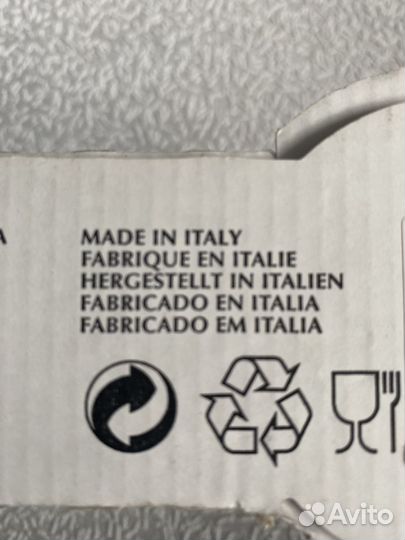 A
MADE IN ITALY
FABRIQUE EN ITALIE
HERGESTELLT IN ITALIEN
FABRICADO EN ITALIA
FABRICADO EM ITALIA
Avito